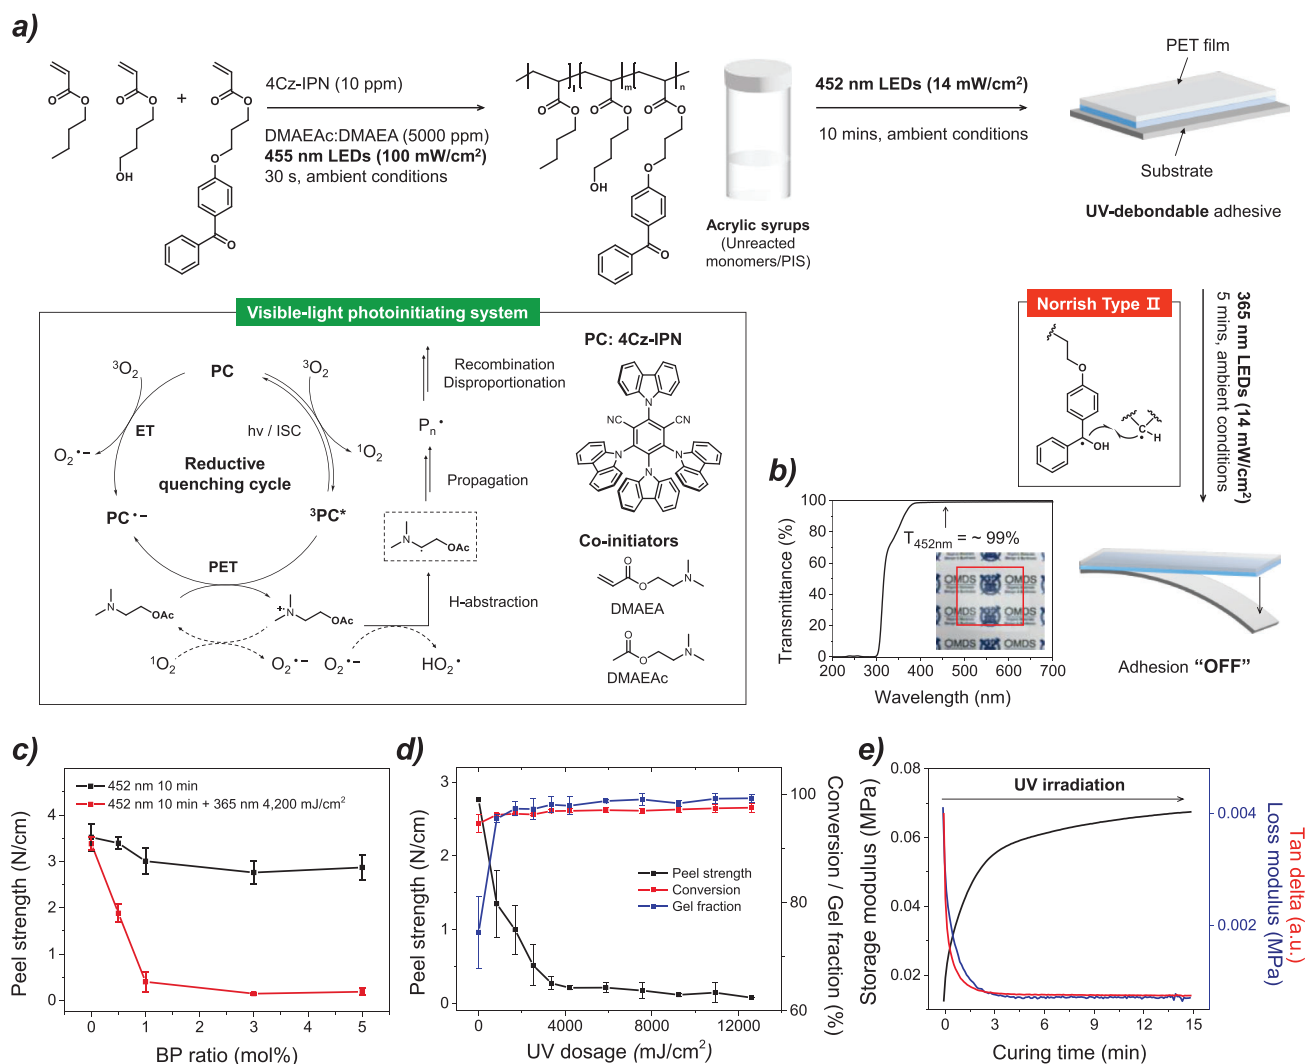 a)
4Cz-IPN (10 ppm)
DMAEAc:DMAEA (5000 ppm)
455 nm LEDs (100 mW/cm²)
30 s, ambient conditions
O
O
O
O
OH
+
O
O
O
O
l
m
n
O
O
O
O
O
O
OH
O
O
Acrylic syrups
(Unreacted
monomers/PIS)
452 nm LEDs (14 mW/cm²)
10 mins, ambient conditions
PET film
Substrate
UV-debondable adhesive
Visible-light photoinitiating system
³O₂
PC
³O₂
ET
hv / ISC
O₂•−
¹O₂
Reductive
quenching cycle
PC•−
³PC*
PET
N
OAc
N
+
OAc
¹O₂
O₂•−
O₂•−
HO₂•
H-abstraction
N
OAc
Propagation
Pₙ•
Recombination
Disproportionation
PC: 4Cz-IPN
N
NC
CN
N
N
N
Co-initiators
O
O
N
DMAEA
O
O
N
DMAEAc
Norrish Type II
O
OH
C
H
365 nm LEDs (14 mW/cm²)
5 mins, ambient conditions
Adhesion "OFF"
b)
100
80
60
40
20
0
Transmittance (%)
T452nm = ~ 99%
OMDS
OMDS
OMDS
OMDS
OMDS
OMDS
200
300
400
500
600
700
Wavelength (nm)
c)
452 nm 10 min
452 nm 10 min + 365 nm 4,200 mJ/cm²
4
3
2
1
0
Peel strength (N/cm)
0
1
2
3
4
5
BP ratio (mol%)
d)
3
2
1
0
Peel strength (N/cm)
Peel strength
Conversion
Gel fraction
100
80
60
Conversion / Gel fraction (%)
0
4000
8000
12000
UV dosage (mJ/cm²)
e)
UV irradiation
0.08
0.06
0.04
0.02
Storage mopulnus (MPa)
0.004
0.002
Loss modulus (MPa)
Tan delta (a.u.)
0
3
6
9
12
15
Curing time (min)